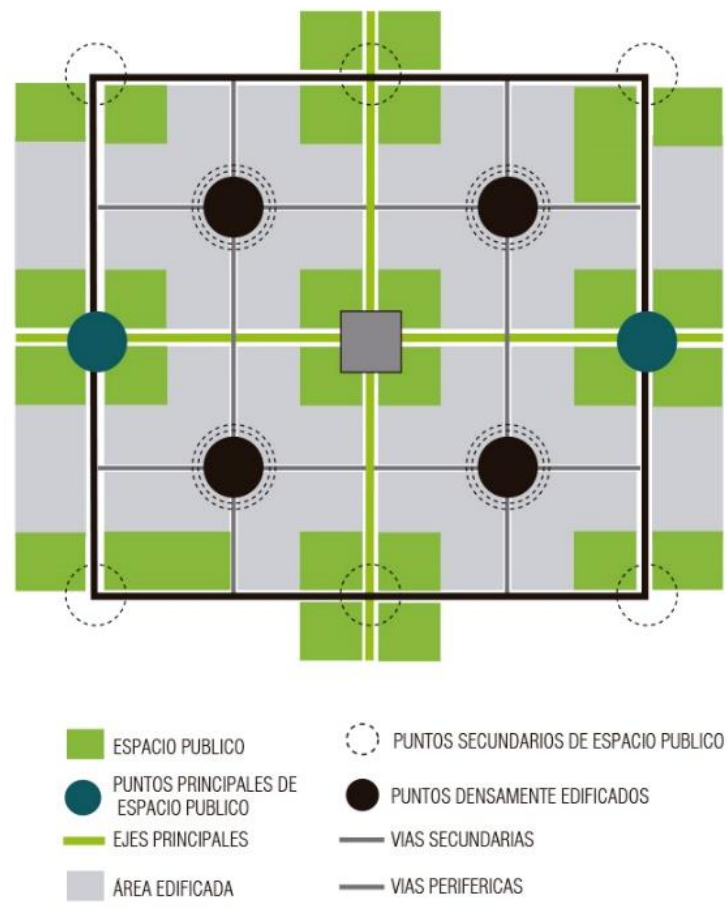 ESPACIO PUBLICO
PUNTOS PRINCIPALES DE
ESPACIO PUBLICO
EJES PRINCIPALES
ÁREA EDIFICADA
PUNTOS SECUNDARIOS DE ESPACIO PUBLICO
PUNTOS DENSAMENTE EDIFICADOS
VIAS SECUNDARIAS
VIAS PERIFERICAS